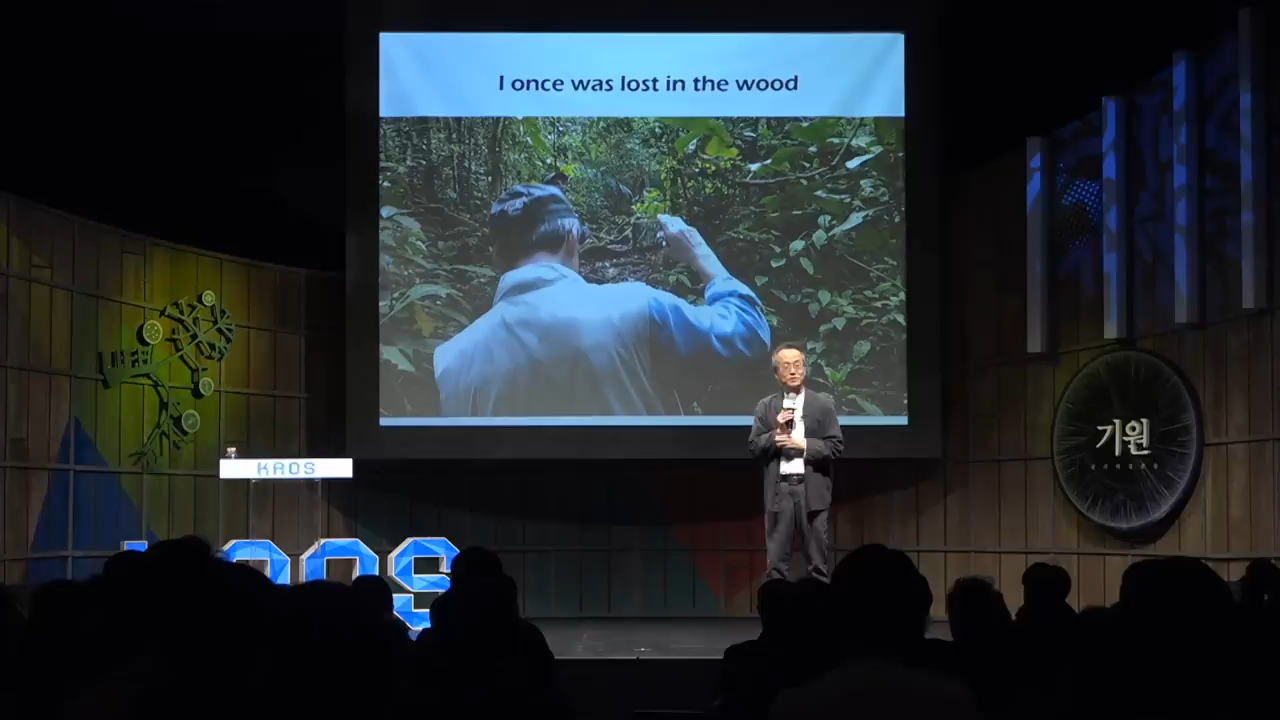 I once was lost in the wood
KAOS
기원